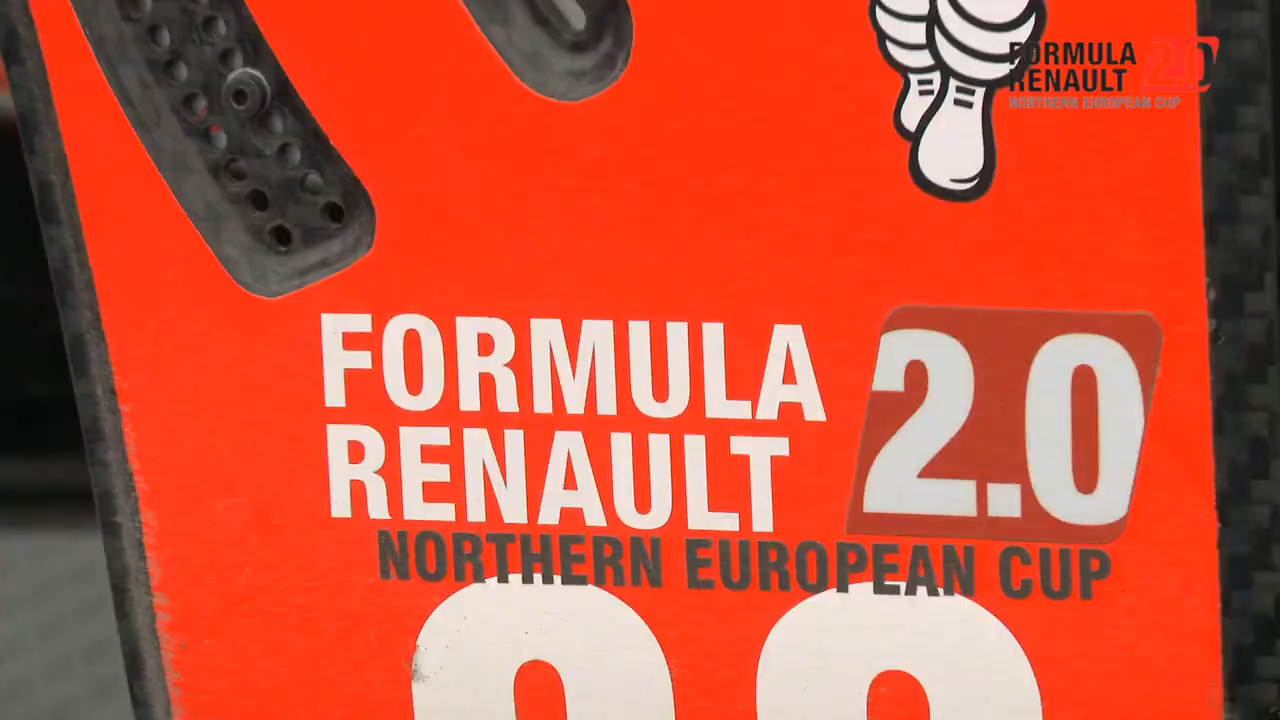 FORMULA
RENAULT 2.0
NORTHERN EUROPEAN CUP
FORMULA
RENAULT
2.0
NORTHERN EUROPEAN CUP